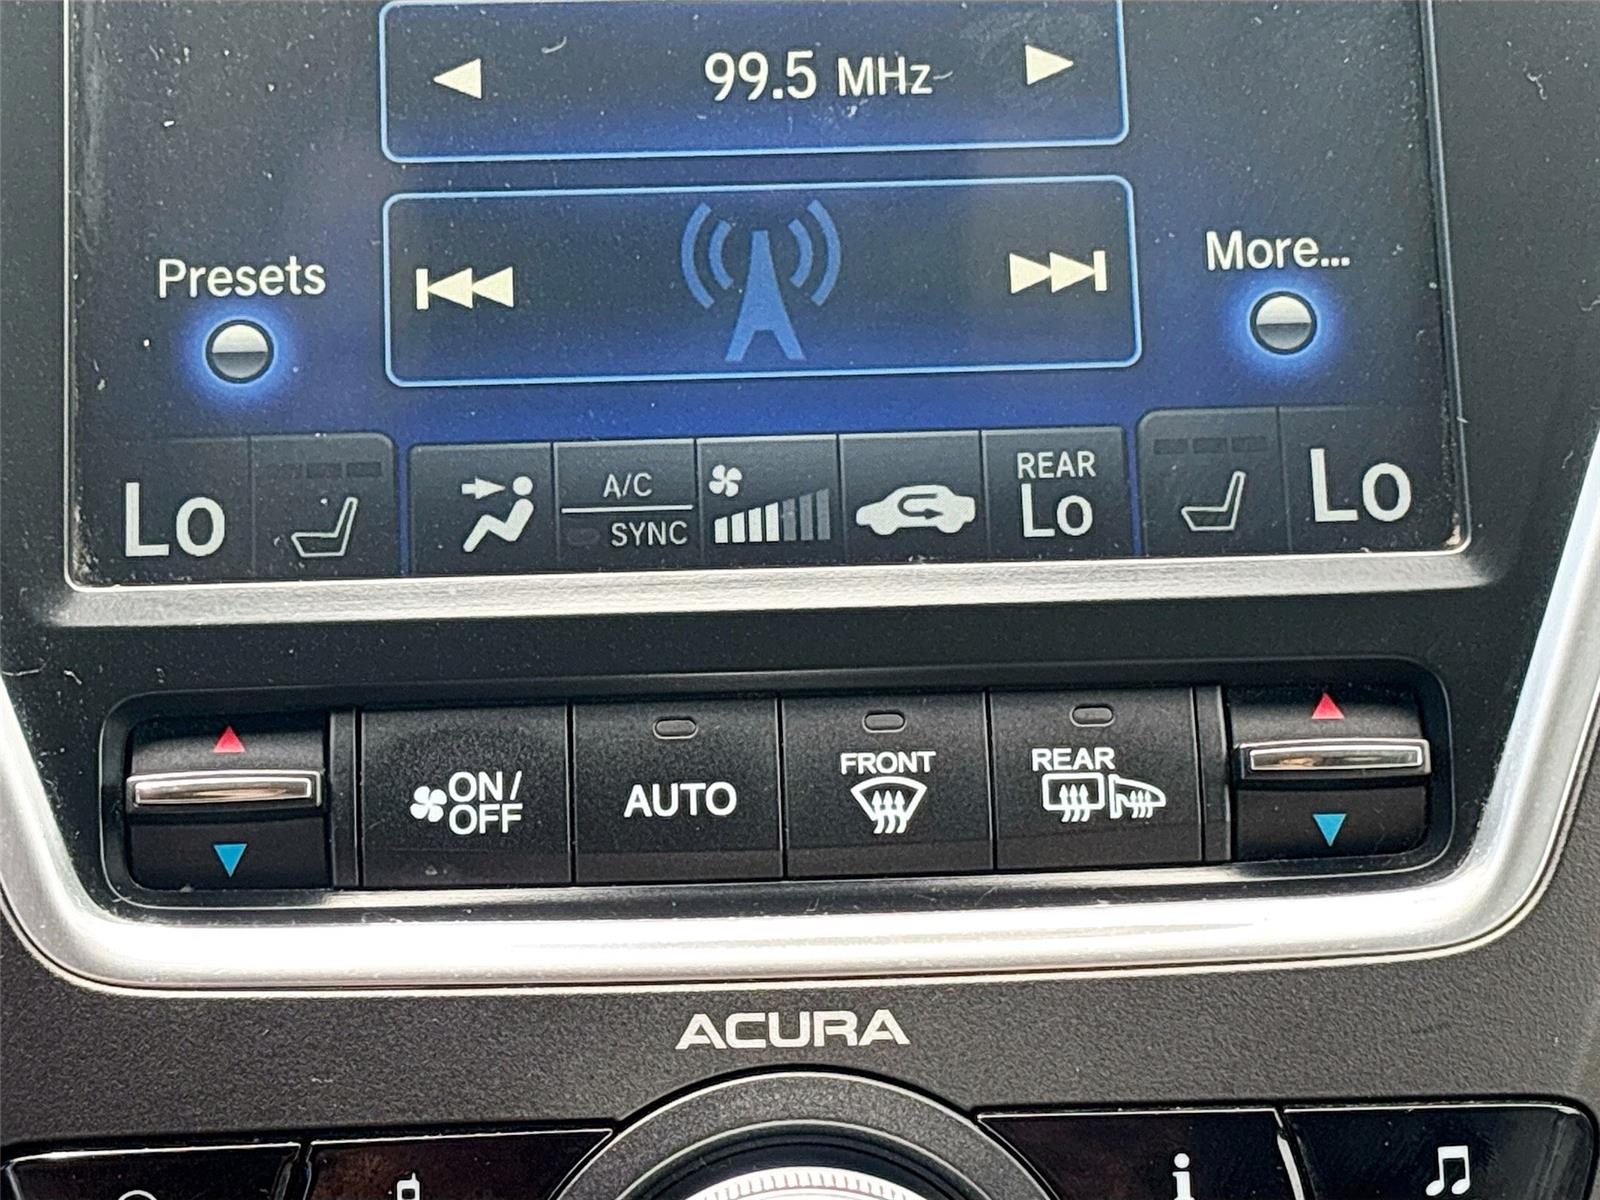 99.5 MHz
Presets
More...
Lo
A/C
SYNC
REAR
Lo
Lo
ON/
OFF
AUTO
FRONT
REAR
ACURA
i